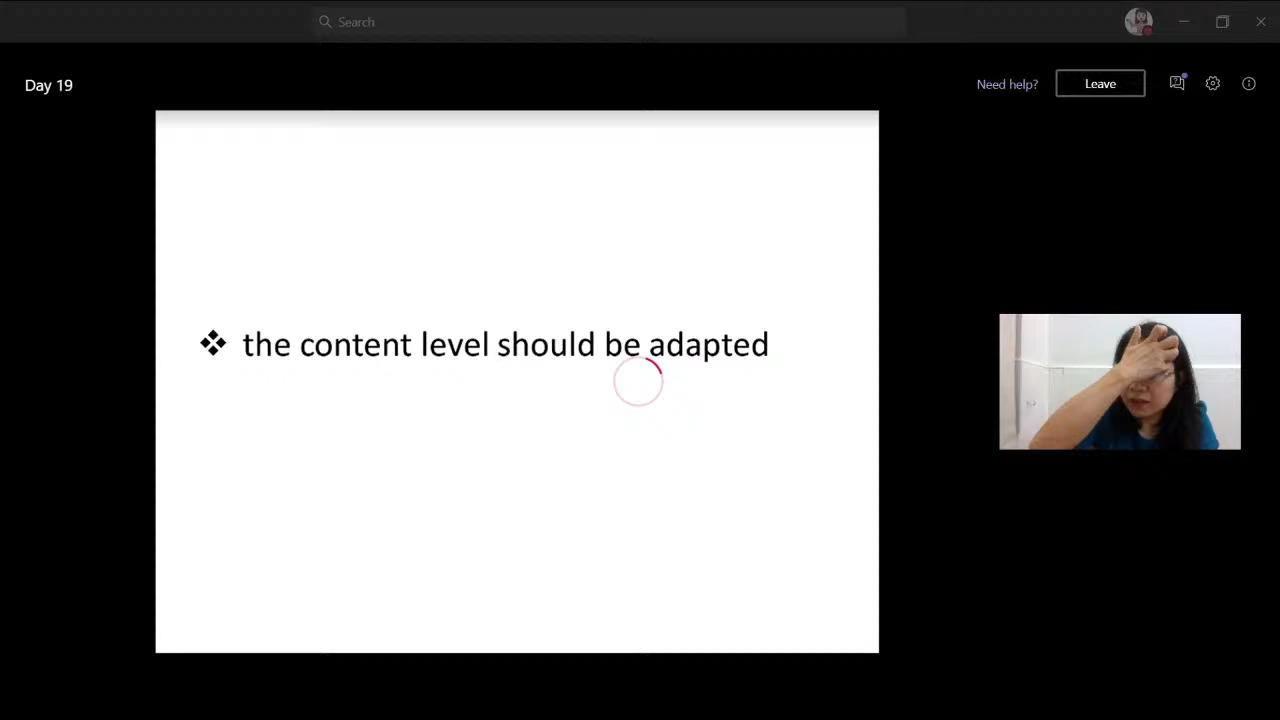 Search
Day 19
Need help?
Leave
the content level should be adapted